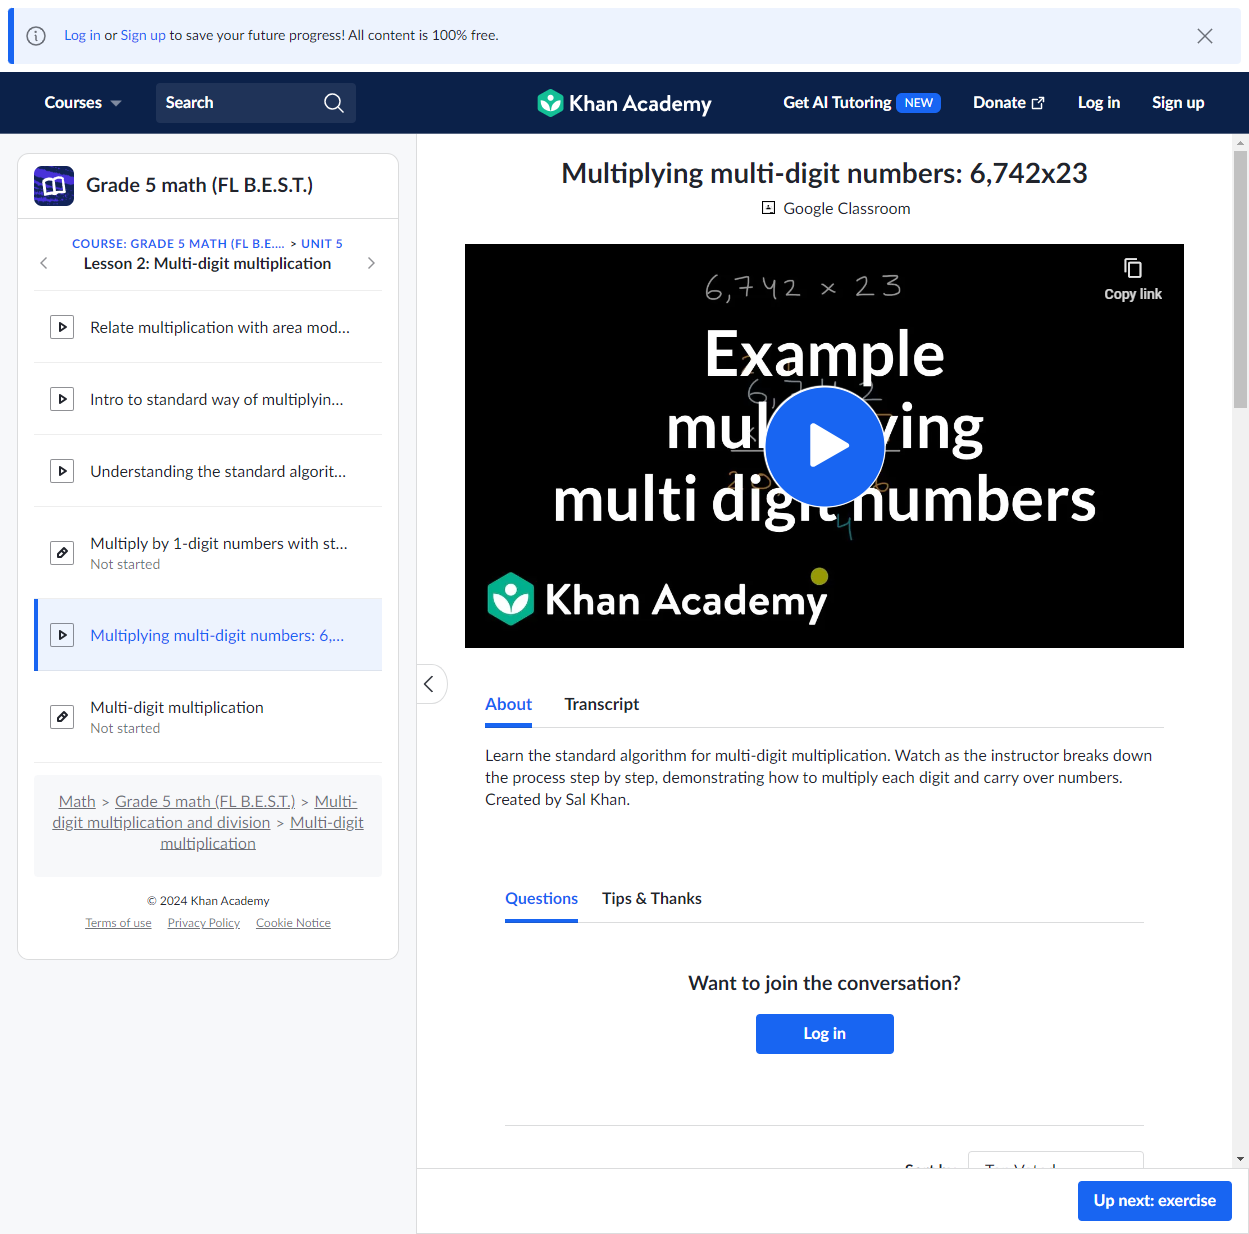 Log in or Sign up to save your future progress! All content is 100% free.
Courses
Search
Khan Academy
Get AI Tutoring NEW
Donate
Log in
Sign up
Grade 5 math (FL B.E.S.T.)
COURSE: GRADE 5 MATH (FL B.E.... > UNIT 5
Lesson 2: Multi-digit multiplication
Relate multiplication with area mod...
Intro to standard way of multiplyin...
Understanding the standard algorit...
Multiply by 1-digit numbers with st...
Not started
Multiplying multi-digit numbers: 6,...
Multi-digit multiplication
Not started
Math > Grade 5 math (FL B.E.S.T.) > Multi-
digit multiplication and division > Multi-digit
multiplication
© 2024 Khan Academy
Terms of use Privacy Policy Cookie Notice
Multiplying multi-digit numbers: 6,742x23
Google Classroom
6,742 × 23
Copy link
Example
multi digit numbers
Khan Academy
About
Transcript
Learn the standard algorithm for multi-digit multiplication. Watch as the instructor breaks down
the process step by step, demonstrating how to multiply each digit and carry over numbers.
Created by Sal Khan.
Questions
Tips & Thanks
Want to join the conversation?
Log in
Up next: exercise